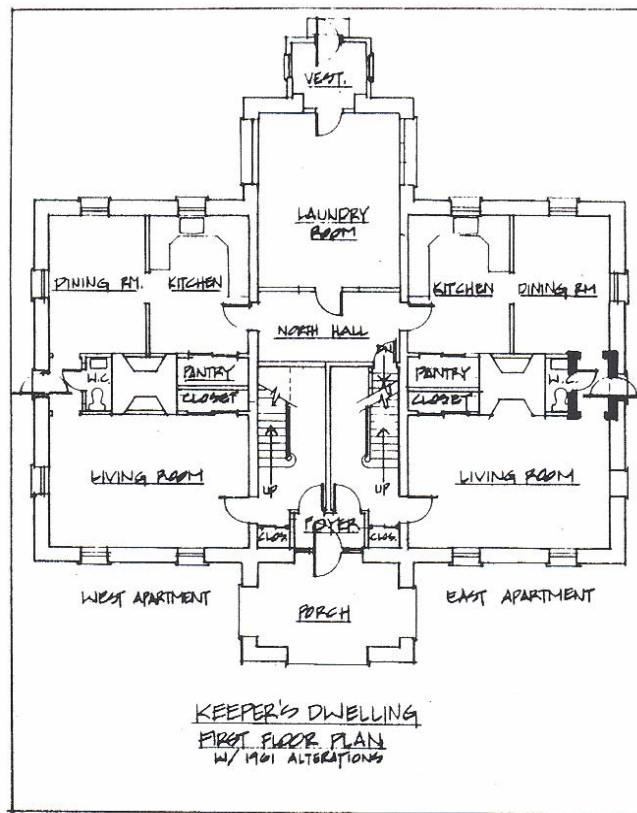 VEST.
LAUNDRY
ROOM
DINING RM.
KITCHEN
KITCHEN
DINING RM
NORTH HALL
DN
W.C.
PANTRY
PANTRY
W.C.
CLOSET
CLOSET
LIVING ROOM
LIVING ROOM
UP
UP
FOYER
CLOS.
CLOS.
WEST APARTMENT
EAST APARTMENT
PORCH
KEEPER'S DWELLING
FIRST FLOOR PLAN
W/ 1961 ALTERATIONS